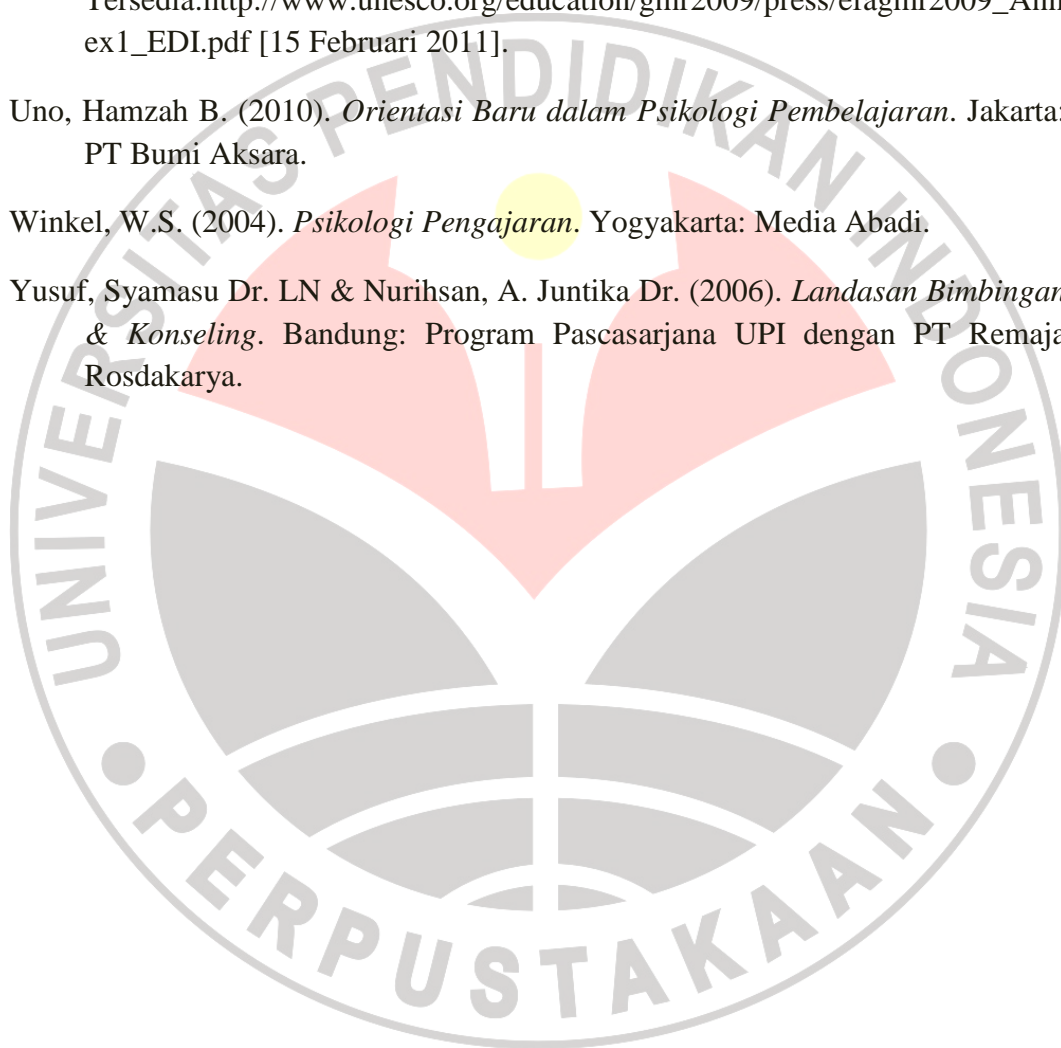 Tersedia:http://www.unesco.org/education/gmr2009/press/efagmr2009_Ann
ex1_EDI.pdf [15 Februari 2011].
Uno, Hamzah B. (2010). Orientasi Baru dalam Psikologi Pembelajaran. Jakarta:
PT Bumi Aksara.
Winkel, W.S. (2004). Psikologi Pengajaran. Yogyakarta: Media Abadi.
Yusuf, Syamasu Dr. LN & Nurihsan, A. Juntika Dr. (2006). Landasan Bimbingan
& Konseling. Bandung: Program Pascasarjana UPI dengan PT Remaja
Rosdakarya.
UNIVERSITAS PENDIDIKAN INDONESIA
PERPUSTAKAAN